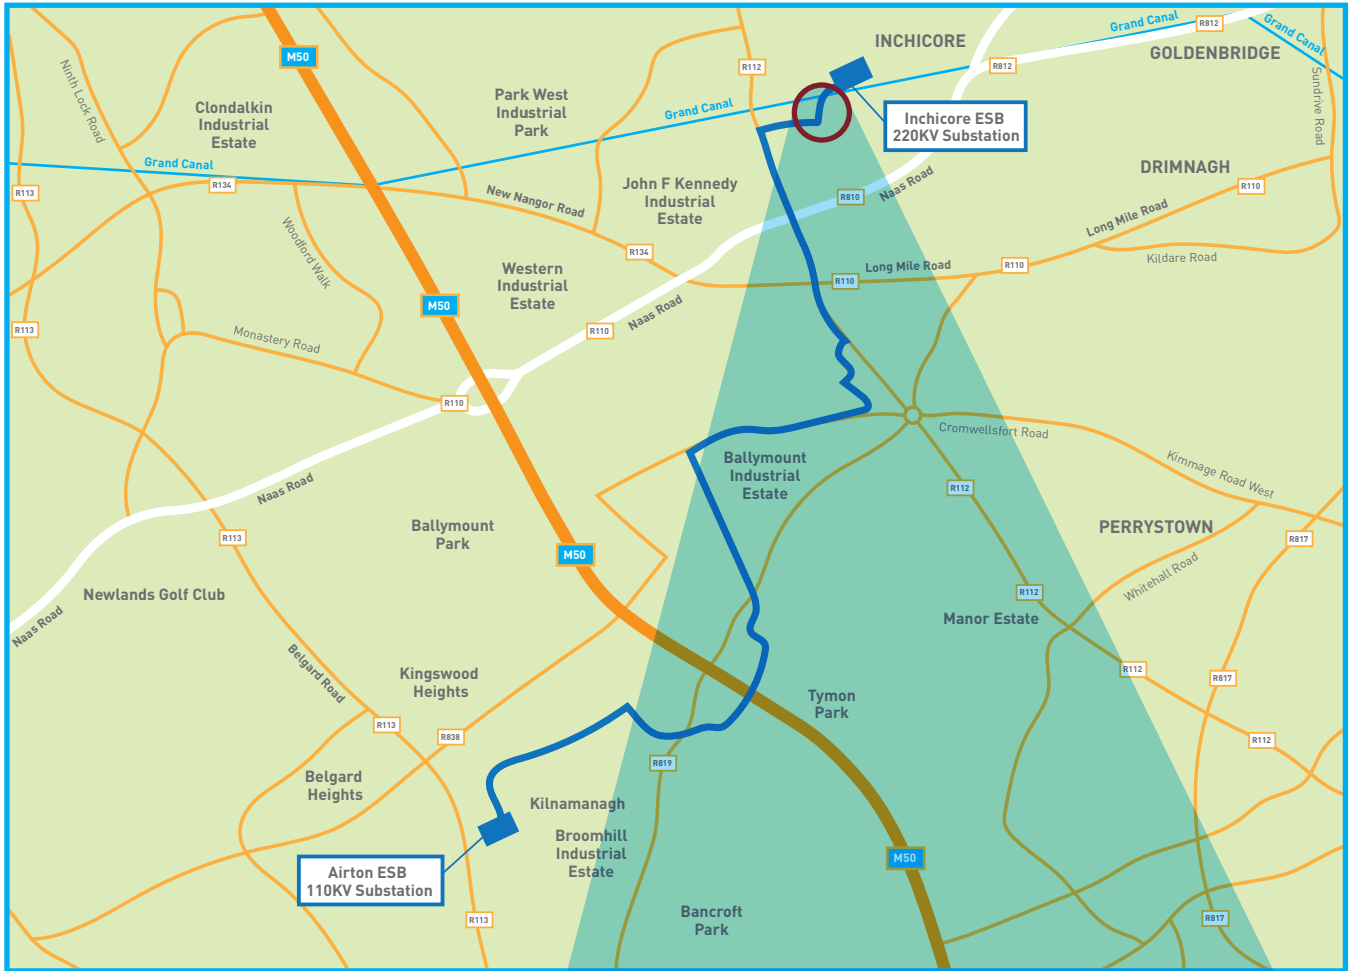 Grand Canal
R812
Grand Canal
INCHICORE
GOLDENBRIDGE
M50
R112
R812
Ninth Lock Road
Sundrive Road
Park West
Industrial
Park
Clondalkin
Industrial
Estate
Grand Canal
Inchicore ESB
220KV Substation
Grand Canal
DRIMNAGH
R113
R134
New Nangor Road
John F Kennedy
Industrial
Estate
R810
Naas Road
R110
Long Mile Road
Woodford Walk
R134
Western
Industrial
Estate
Long Mile Road
R110
R110
Kildare Road
M50
Naas Road
R113
R110
Monastery Road
R110
Cromwellsfort Road
Ballymount
Industrial
Estate
Kimmage Road West
Naas Road
R112
Ballymount
Park
PERRYSTOWN
R113
R817
M50
Whitehall Road
Newlands Golf Club
R112
Naas Road
Manor Estate
Belgard Road
Kingswood
Heights
R112
R817
Tymon
Park
R113
R838
R112
R819
Belgard
Heights
Kilnamanagh
Broomhill
Industrial
Estate
M50
Airton ESB
110KV Substation
R113
Bancroft
Park
R817